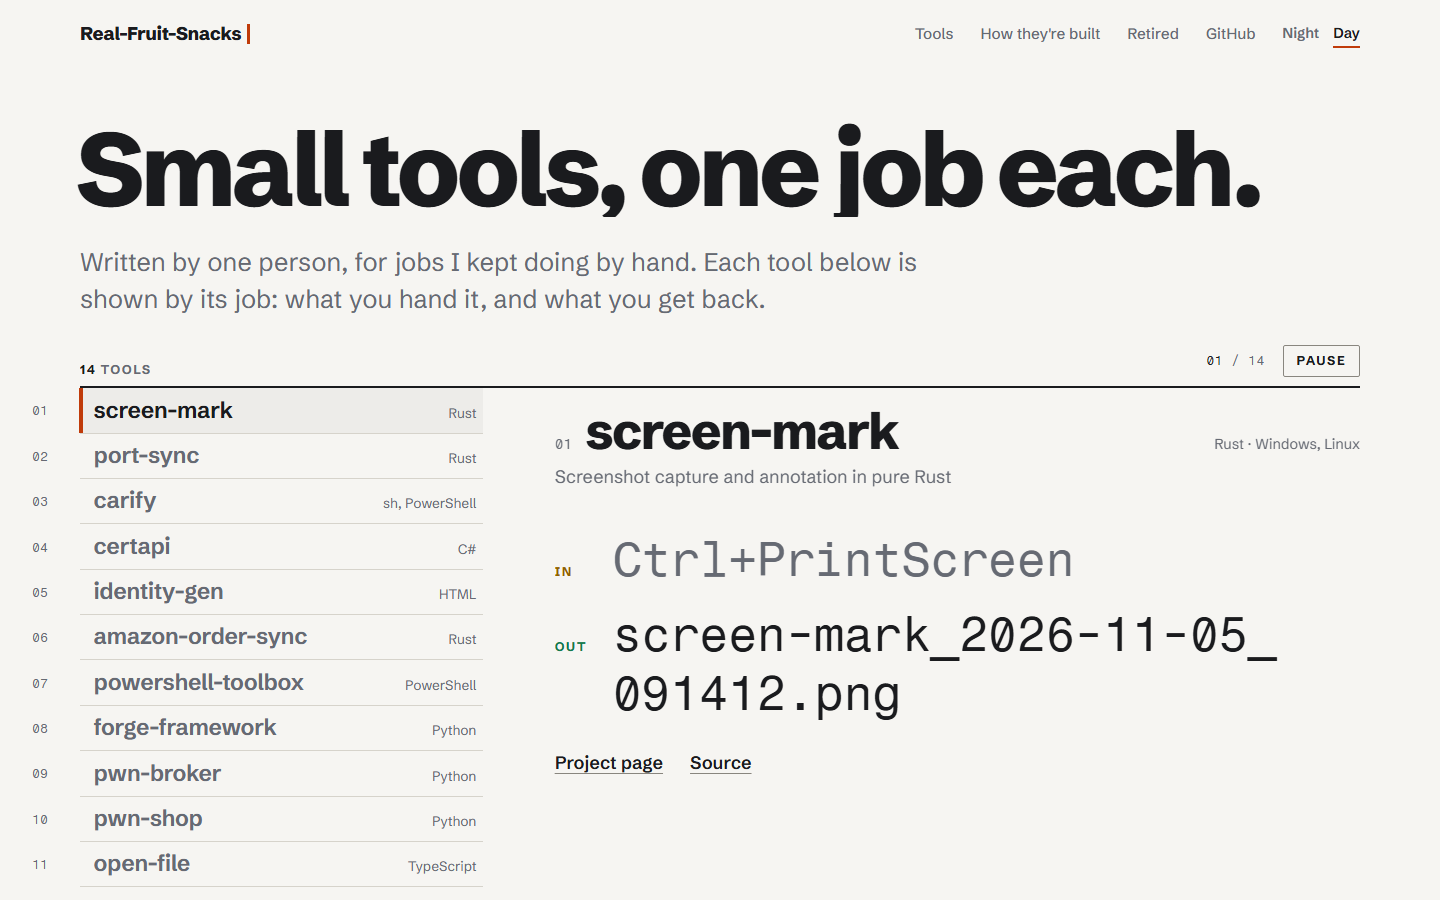 Real-Fruit-Snacks
Tools How they're built Retired GitHub Night Day
Small tools, one job each.
Written by one person, for jobs I kept doing by hand. Each tool below is
shown by its job: what you hand it, and what you get back.
14 TOOLS
01 / 14 PAUSE
01 screen-mark Rust
02 port-sync Rust
03 carify sh, PowerShell
04 certapi C#
05 identity-gen HTML
06 amazon-order-sync Rust
07 powershell-toolbox PowerShell
08 forge-framework Python
09 pwn-broker Python
10 pwn-shop Python
11 open-file TypeScript
01 screen-mark Rust · Windows, Linux
Screenshot capture and annotation in pure Rust
IN Ctrl+PrintScreen
OUT screen-mark_2026-11-05_
091412.png
Project page Source